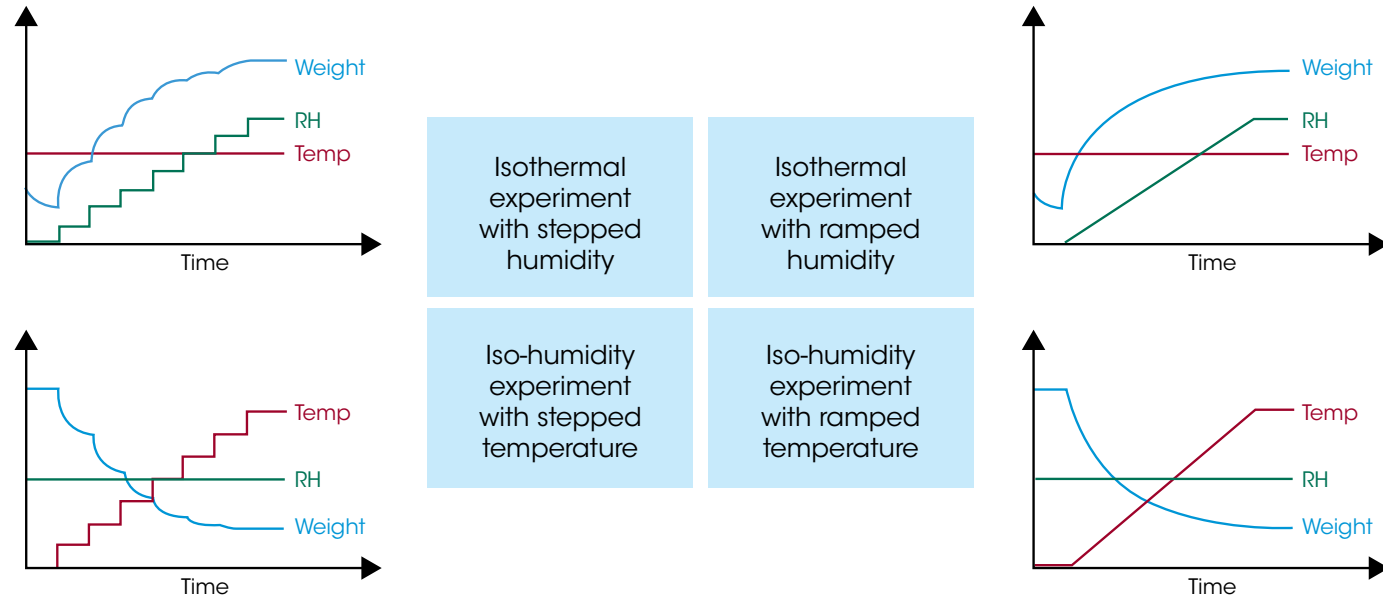 Weight
RH
Temp
Time
Isothermal
experiment
with stepped
humidity
Isothermal
experiment
with ramped
humidity
Weight
RH
Temp
Time
Temp
RH
Weight
Time
Iso-humidity
experiment
with stepped
temperature
Iso-humidity
experiment
with ramped
temperature
Temp
RH
Weight
Time